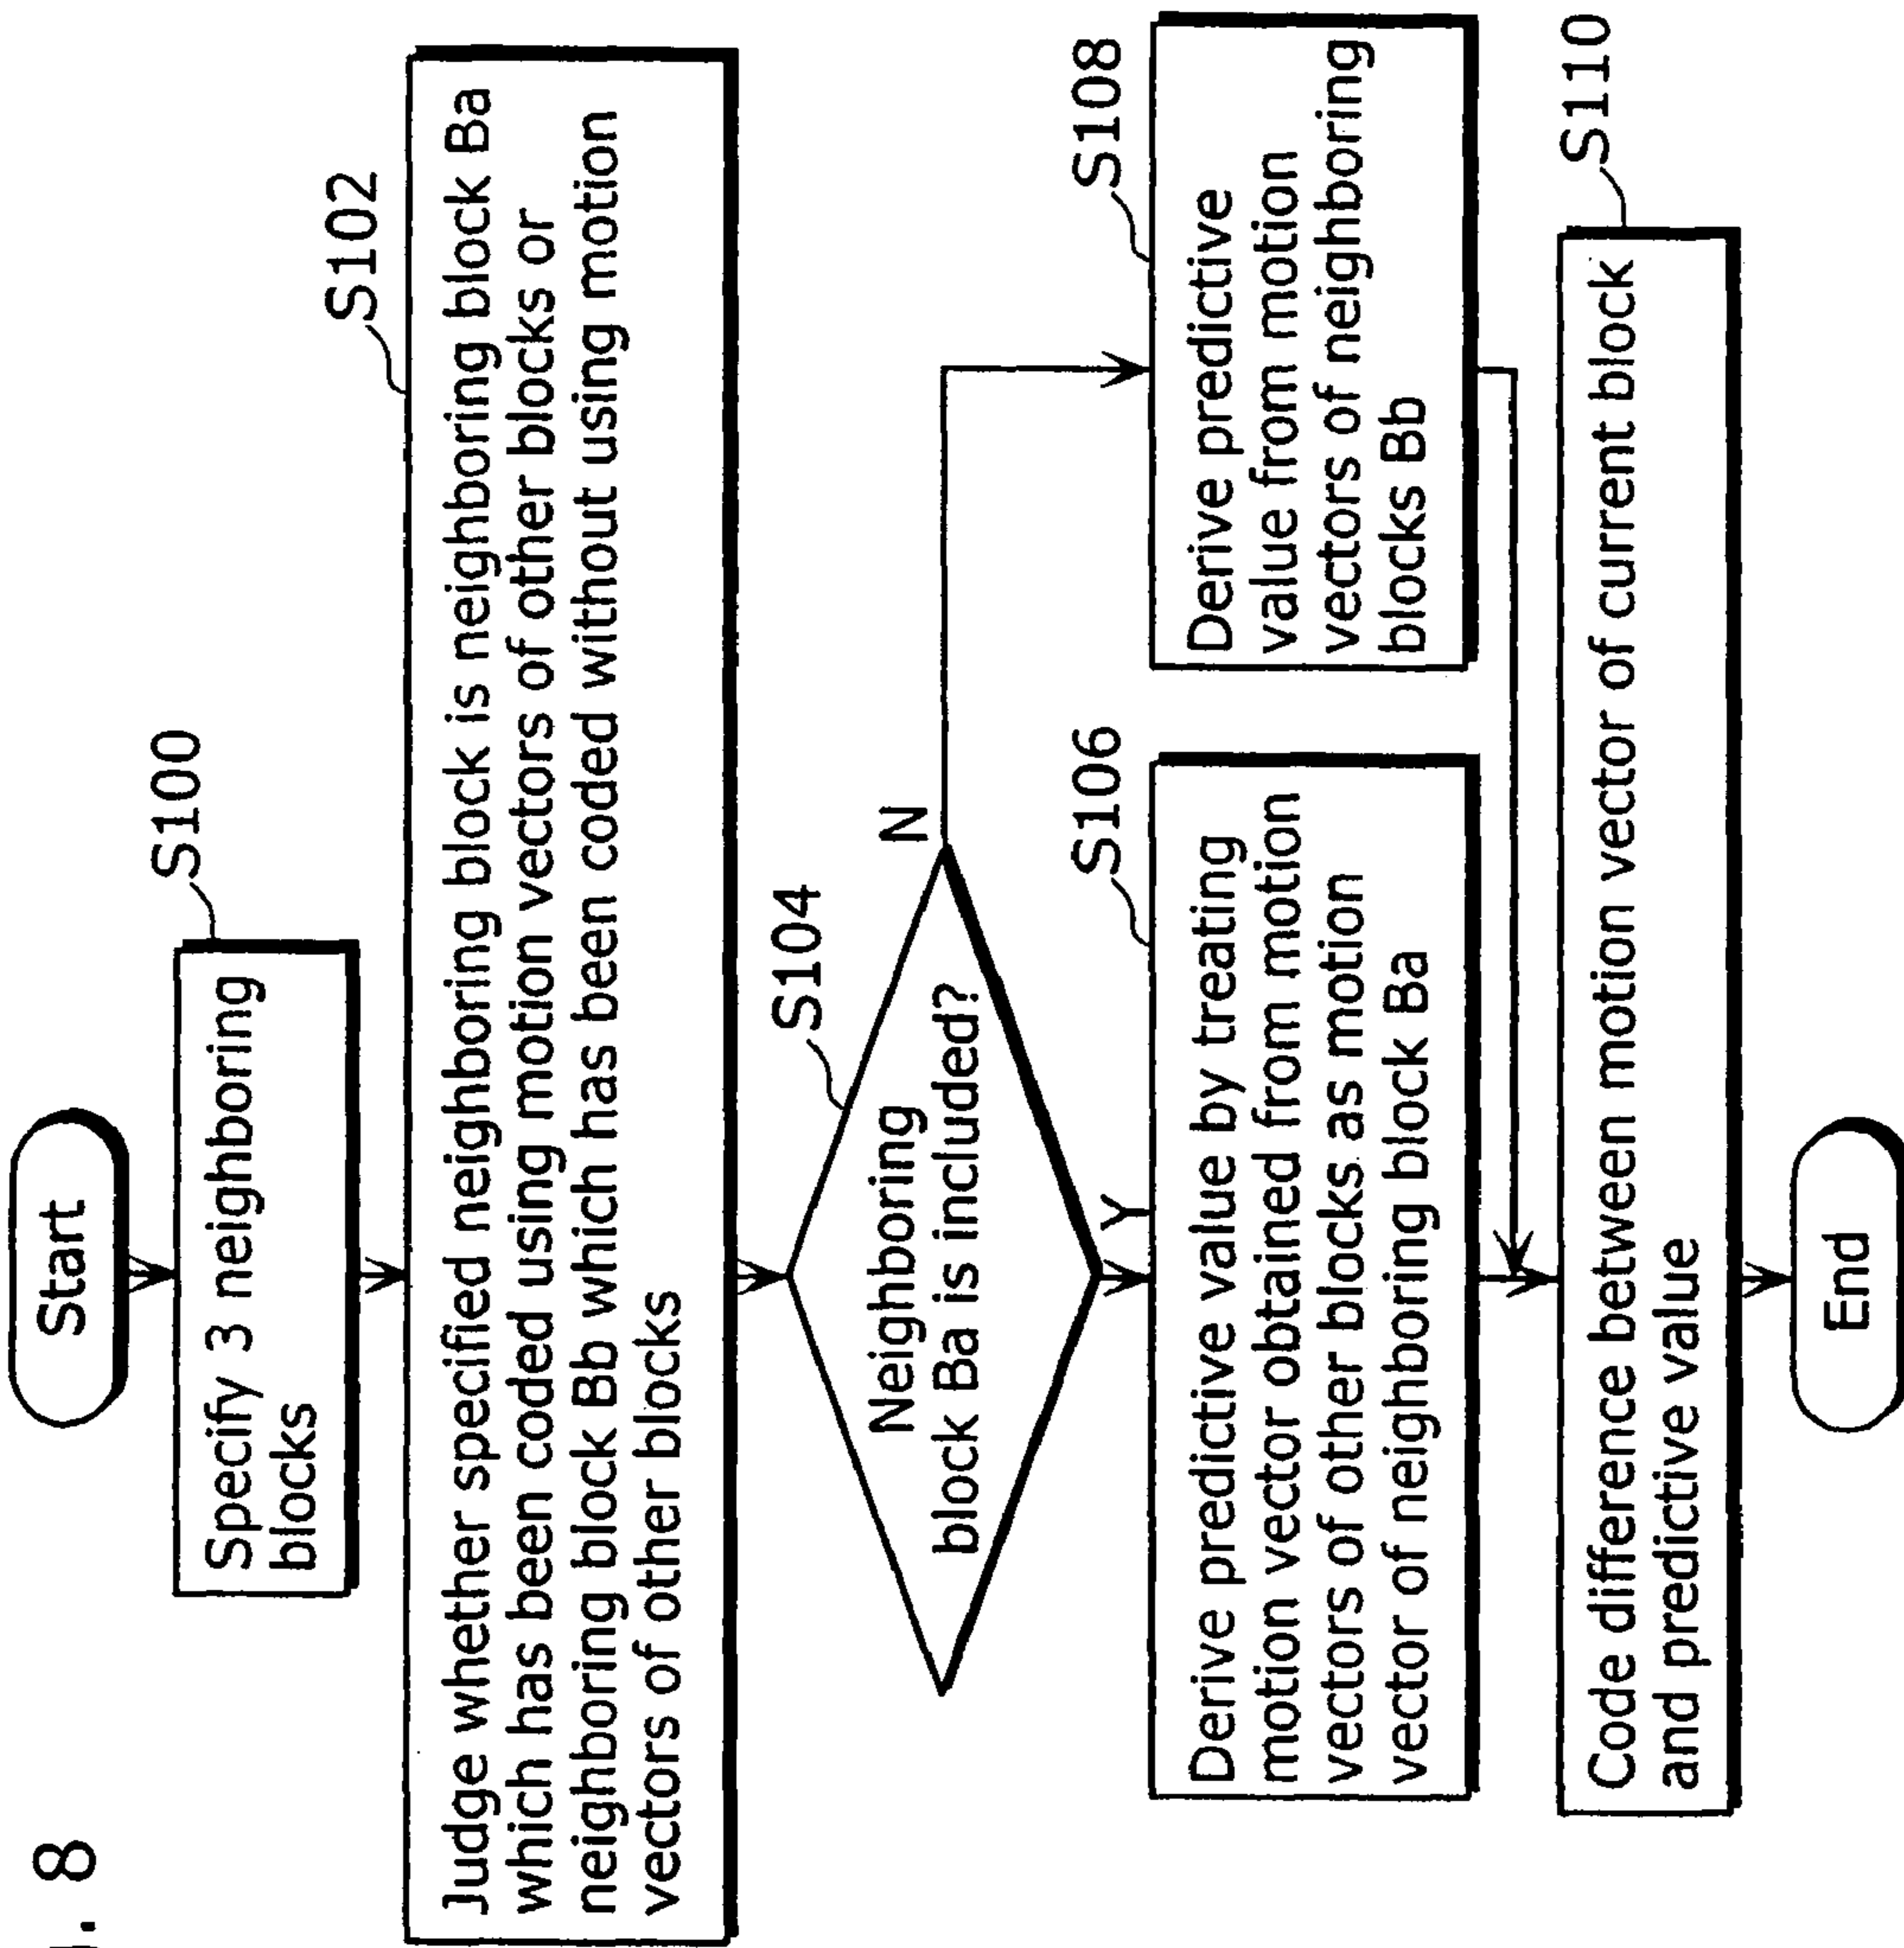 . 8
Start
S100
Specify 3 neighboring
blocks
S102
Judge whether specified neighboring block is neighboring block Ba
which has been coded using motion vectors of other blocks or
neighboring block Bb which has been coded without using motion
vectors of other blocks
S104
Neighboring
block Ba is included?
N
Y
S106
Derive predictive value by treating
motion vector obtained from motion
vectors of other blocks as motion
vector of neighboring block Ba
S108
Derive predictive
value from motion
vectors of neighboring
blocks Bb
S110
Code difference between motion vector of current block
and predictive value
End